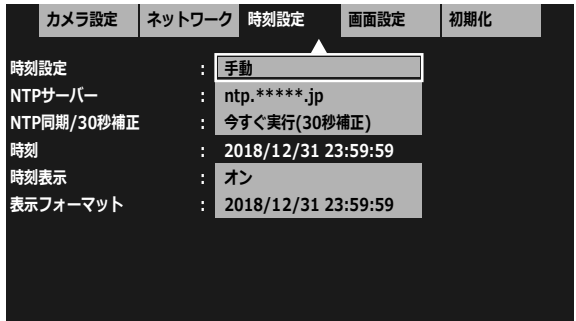 カメラ設定 ネットワーク 時刻設定 画面設定 初期化
時刻設定 : 手動
NTPサーバー : ntp.*****.jp
NTP同期/30秒補正 : 今すぐ実行(30秒補正)
時刻 : 2018/12/31 23:59:59
時刻表示 : オン
表示フォーマット : 2018/12/31 23:59:59